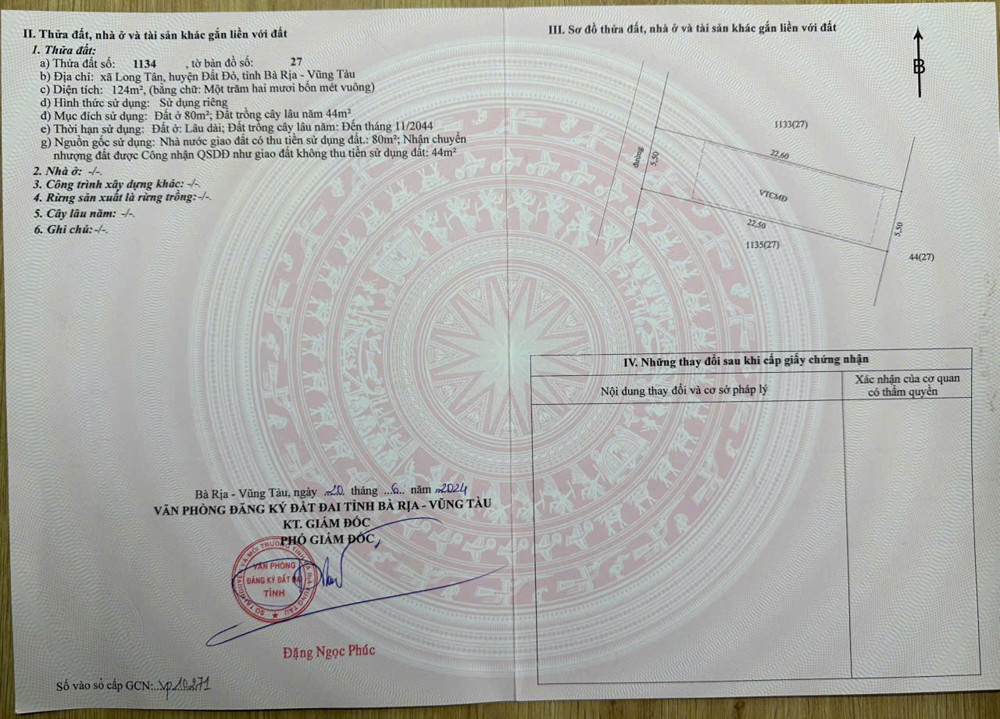 II. Thửa đất, nhà ở và tài sản khác gắn liền với đất
1. Thửa đất:
a) Thửa đất số: 1134 , tờ bản đồ số: 27
b) Địa chỉ: xã Long Tân, huyện Đất Đỏ, tỉnh Bà Rịa - Vũng Tàu
c) Diện tích: 124m², (bằng chữ: Một trăm hai mươi bốn mét vuông)
d) Hình thức sử dụng: Sử dụng riêng
đ) Mục đích sử dụng: Đất ở 80m²; Đất trồng cây lâu năm 44m²
e) Thời hạn sử dụng: Đất ở: Lâu dài; Đất trồng cây lâu năm: Đến tháng 11/2044
g) Nguồn gốc sử dụng: Nhà nước giao đất có thu tiền sử dụng đất.: 80m²; Nhận chuyển
nhượng đất được Công nhận QSDĐ như giao đất không thu tiền sử dụng đất: 44m²
2. Nhà ở: -/-.
3. Công trình xây dựng khác: -/-.
4. Rừng sản xuất là rừng trồng:-/-.
5. Cây lâu năm: -/-.
6. Ghi chú:-/-.
Bà Rịa - Vũng Tàu, ngày 20 tháng ..6.. năm 2024
VĂN PHÒNG ĐĂNG KÝ ĐẤT ĐAI TỈNH BÀ RỊA - VŨNG TÀU
KT. GIÁM ĐỐC
PHÓ GIÁM ĐỐC
VĂN PHÒNG
ĐĂNG KÝ ĐẤT ĐAI
TỈNH
Đặng Ngọc Phúc
Số vào sổ cấp GCN:..VP10271
III. Sơ đồ thửa đất, nhà ở và tài sản khác gắn liền với đất
B
1133(27)
đường
5,50
22,60
VTCMĐ
22,50
1135(27)
5,50
44(27)
IV. Những thay đổi sau khi cấp giấy chứng nhận
Nội dung thay đổi và cơ sở pháp lý
Xác nhận của cơ quan
có thẩm quyền